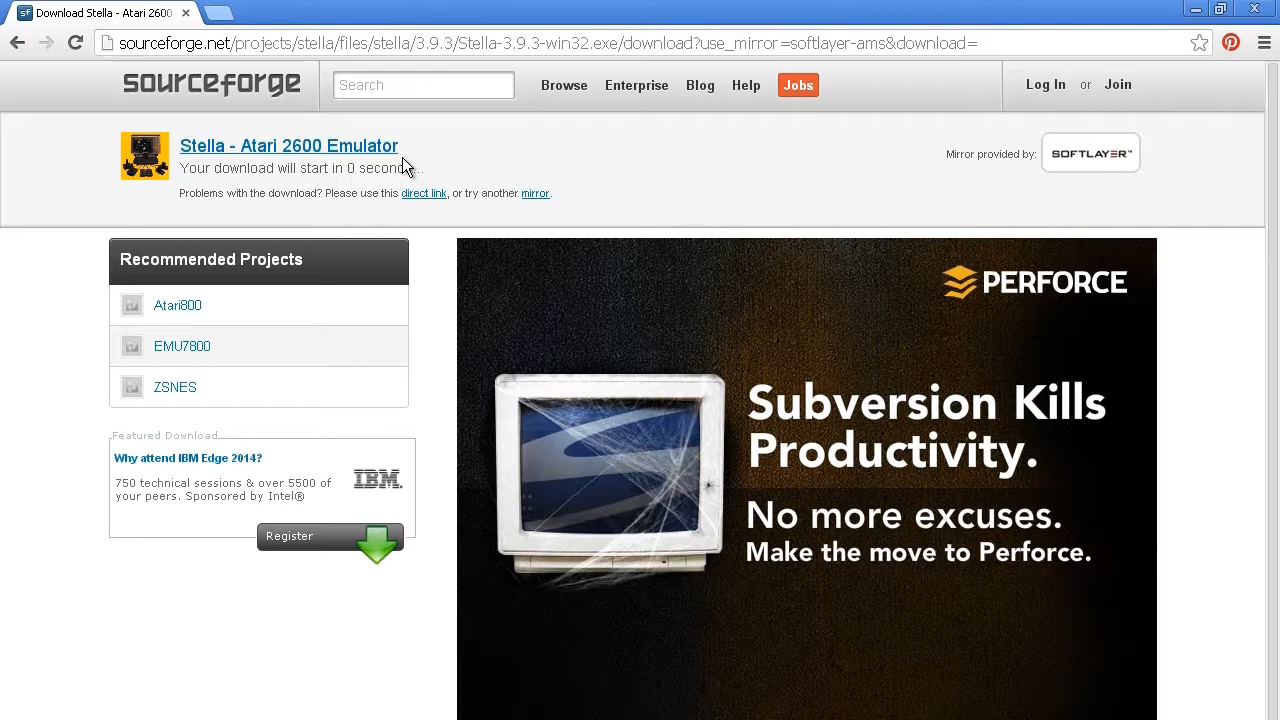 sf Download Stella - Atari 2600
sourceforge.net/projects/stella/files/stella/3.9.3/Stella-3.9.3-win32.exe/download?use_mirror=softlayer-ams&download=
sourceforge
Search
Browse Enterprise Blog Help Jobs
Log In or Join
Stella - Atari 2600 Emulator
Your download will start in 0 secon...
Problems with the download? Please use this direct link, or try another mirror.
Mirror provided by: SOFTLAYER™
Recommended Projects
Atari800
EMU7800
ZSNES
Featured Download
Why attend IBM Edge 2014?
750 technical sessions & over 5500 of
your peers. Sponsored by Intel®
IBM.
Register
PERFORCE
Subversion Kills
Productivity.
No more excuses.
Make the move to Perforce.